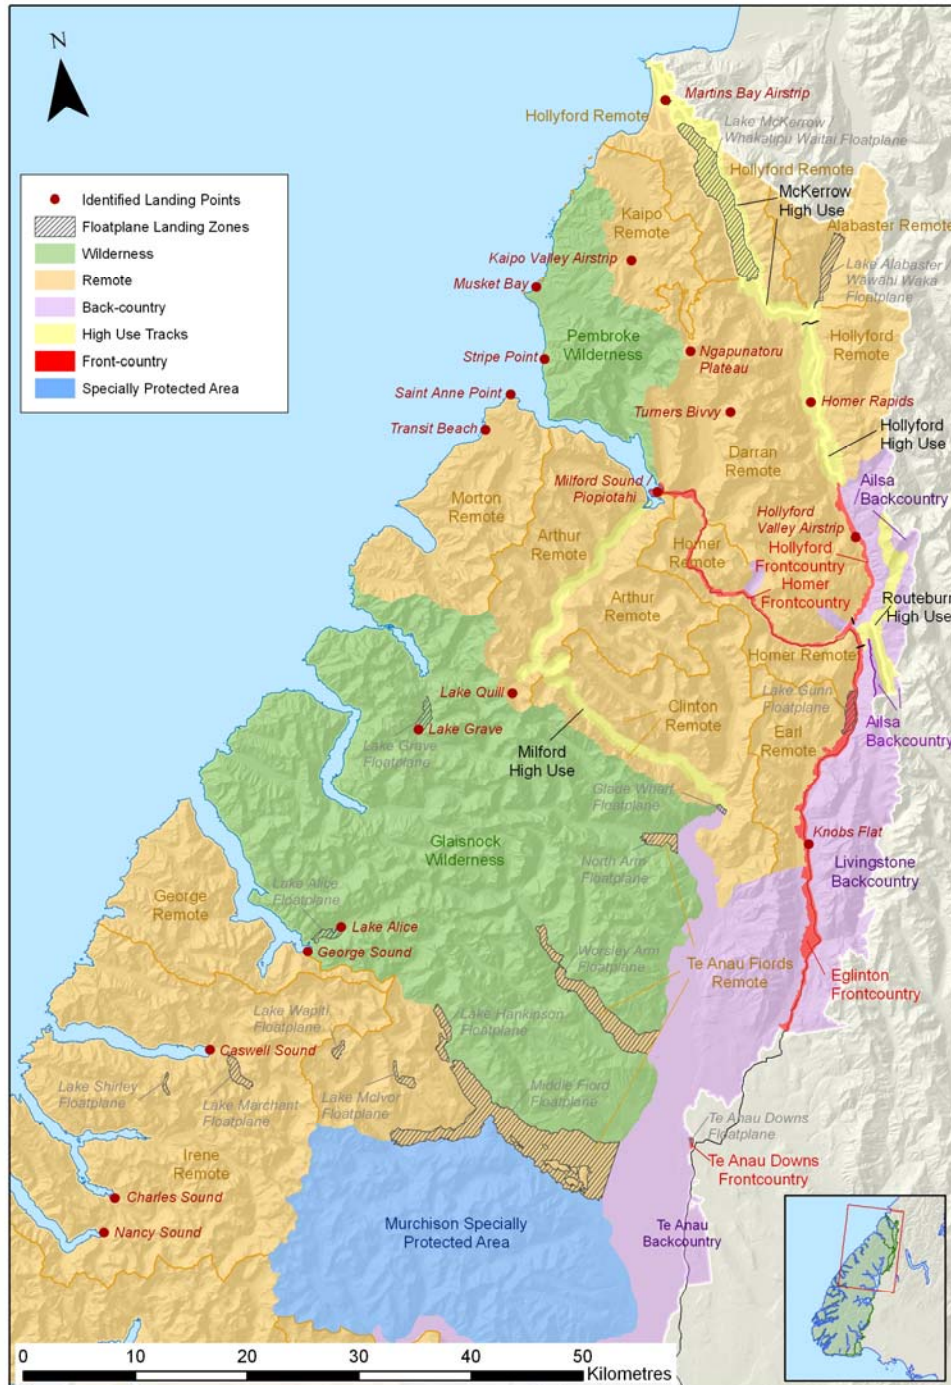 N
Identified Landing Points
Floatplane Landing Zones
Wilderness
Remote
Back-country
High Use Tracks
Front-country
Specially Protected Area
Martins Bay Airstrip
Hollyford Remote
Lake McKerrow
Whakatipu Waitai Floatplane
Hollyford Remote
McKerrow
High Use
Kaipo
Remote
Alabaster Remote
Kaipo Valley Airstrip
Lake Alabaster /
Wawahi Waka
Floatplane
Musket Bay
Pembroke
Wilderness
Hollyford
Remote
Stripe Point
Ngapunatoru
Plateau
Saint Anne Point
Turners Bivvy
Homer Rapids
Transit Beach
Hollyford
High Use
Darran
Remote
Milford Sound
Piopiotahi
Ailsa
Backcountry
Morton
Remote
Hollyford
Valley Airstrip
Arthur
Remote
Homer
Remote
Hollyford
Frontcountry
Homer
Frontcountry
Arthur
Remote
Routeburn
High Use
Homer Remote
Lake Quill
Lake Gunn
Floatplane
Clinton
Remote
Ailsa
Backcountry
Lake Grave
Lake Grave
Floatplane
Earl
Remote
Milford
High Use
Glade Wharf
Floatplane
Knobs Flat
Glaisnock
Wilderness
North Arm
Floatplane
Livingstone
Backcountry
George
Remote
Lake Alice
Floatplane
Lake Alice
George Sound
Worsley Arm
Floatplane
Te Anau Fiords
Remote
Eglinton
Frontcountry
Lake Wapiti
Floatplane
Lake Hankinson
Floatplane
Caswell Sound
Lake Shirley
Floatplane
Lake Marchant
Floatplane
Lake McIvor
Floatplane
Middle Fiord
Floatplane
Te Anau Downs
Floatplane
Irene
Remote
Te Anau Downs
Frontcountry
Charles Sound
Nancy Sound
Murchison Specially
Protected Area
Te Anau
Backcountry
0 10 20 30 40 50
Kilometres